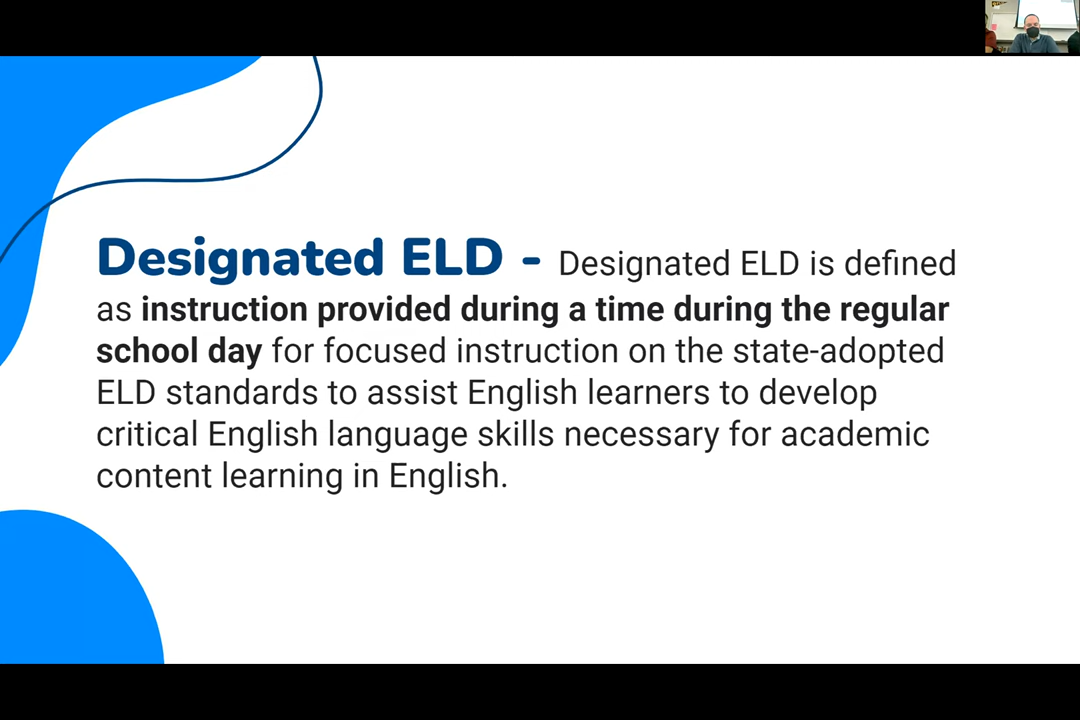 Designated ELD - Designated ELD is defined
as instruction provided during a time during the regular
school day for focused instruction on the state-adopted
ELD standards to assist English learners to develop
critical English language skills necessary for academic
content learning in English.